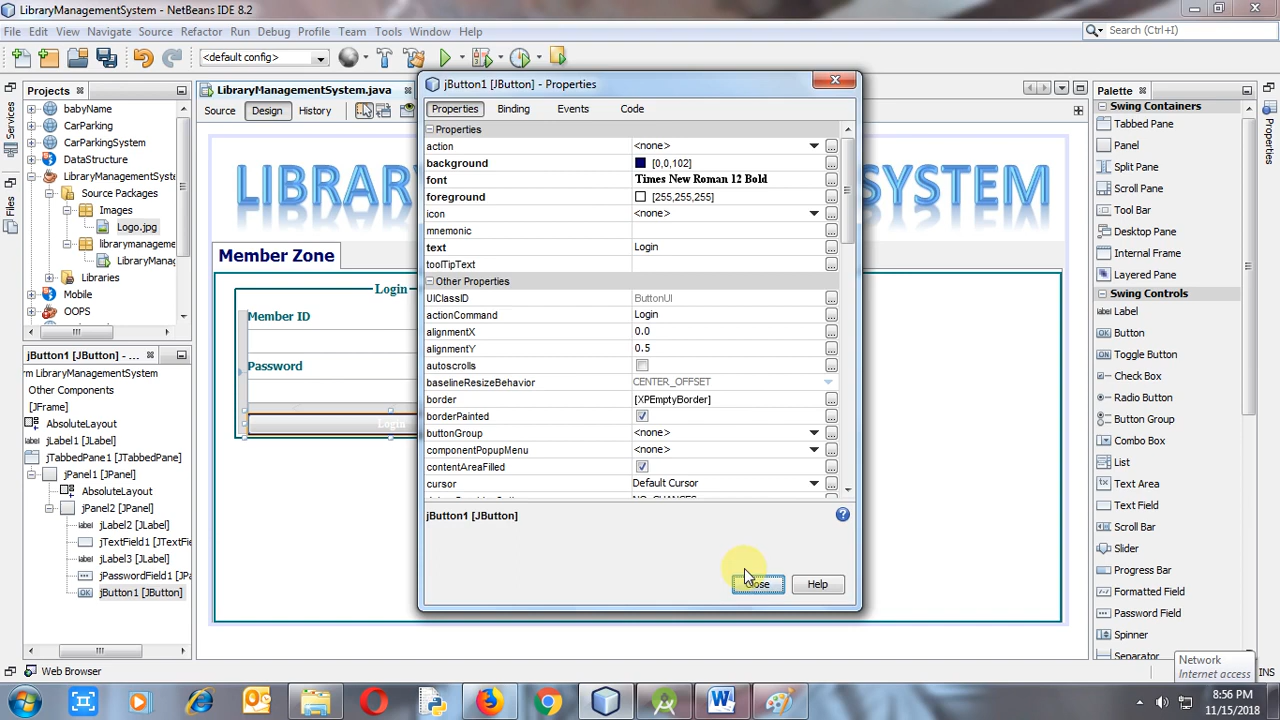 LibraryManagementSystem - NetBeans IDE 8.2
File Edit View Navigate Source Refactor Run Debug Profile Team Tools Window Help
Search (Ctrl+I)
<default config>
Services
Files
Projects
babyName
CarParking
CarParkingSystem
DataStructure
LibraryManagementSyste
Source Packages
Images
Logo.jpg
librarymanageme
LibraryManag
Libraries
Mobile
OOPS
jButton1 [JButton] - ...
rm LibraryManagementSystem
Other Components
[JFrame]
AbsoluteLayout
jLabel1 [JLabel]
jTabbedPane1 [JTabbedPane]
jPanel1 [JPanel]
AbsoluteLayout
jPanel2 [JPanel]
jLabel2 [JLabel]
jTextField1 [JTextFie
jLabel3 [JLabel]
jPasswordField1 [JPa
jButton1 [JButton]
LibraryManagementSystem.java
Source Design History
LIBRARY
SYSTEM
Member Zone
Login
Member ID
Password
Login
jButton1 [JButton] - Properties
Properties Binding Events Code
Properties
action <none>
background [0,0,102]
font Times New Roman 12 Bold
foreground [255,255,255]
icon <none>
mnemonic
text Login
toolTipText
Other Properties
UIClassID ButtonUI
actionCommand Login
alignmentX 0.0
alignmentY 0.5
autoscrolls
baselineResizeBehavior CENTER_OFFSET
border [XPEmptyBorder]
borderPainted
buttonGroup <none>
componentPopupMenu <none>
contentAreaFilled
cursor Default Cursor
NO_CHANGES
jButton1 [JButton]
Close Help
Palette
Swing Containers
Tabbed Pane
Panel
Split Pane
Scroll Pane
Tool Bar
Desktop Pane
Internal Frame
Layered Pane
Swing Controls
Label
Button
Toggle Button
Check Box
Radio Button
Button Group
Combo Box
List
Text Area
Text Field
Scroll Bar
Slider
Progress Bar
Formatted Field
Password Field
Spinner
Separator
Properties
Network
Internet access
INS
Web Browser
8:56 PM
11/15/2018